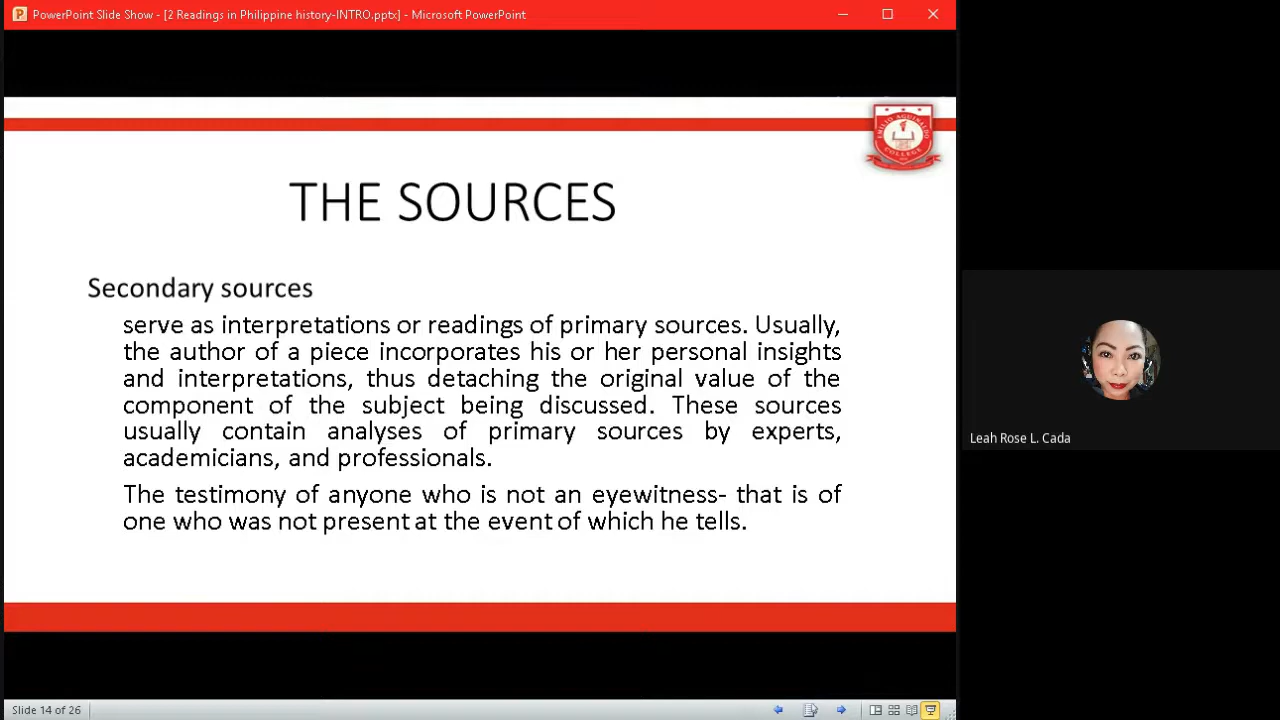 PowerPoint Slide Show - [2 Readings in Philippine history-INTRO.pptx] - Microsoft PowerPoint
EMILIO AGUINALDO
COLLEGE
THE SOURCES
Secondary sources
serve as interpretations or readings of primary sources. Usually,
the author of a piece incorporates his or her personal insights
and interpretations, thus detaching the original value of the
component of the subject being discussed. These sources
usually contain analyses of primary sources by experts,
academicians, and professionals.
The testimony of anyone who is not an eyewitness- that is of
one who was not present at the event of which he tells.
Leah Rose L. Cada
Slide 14 of 26